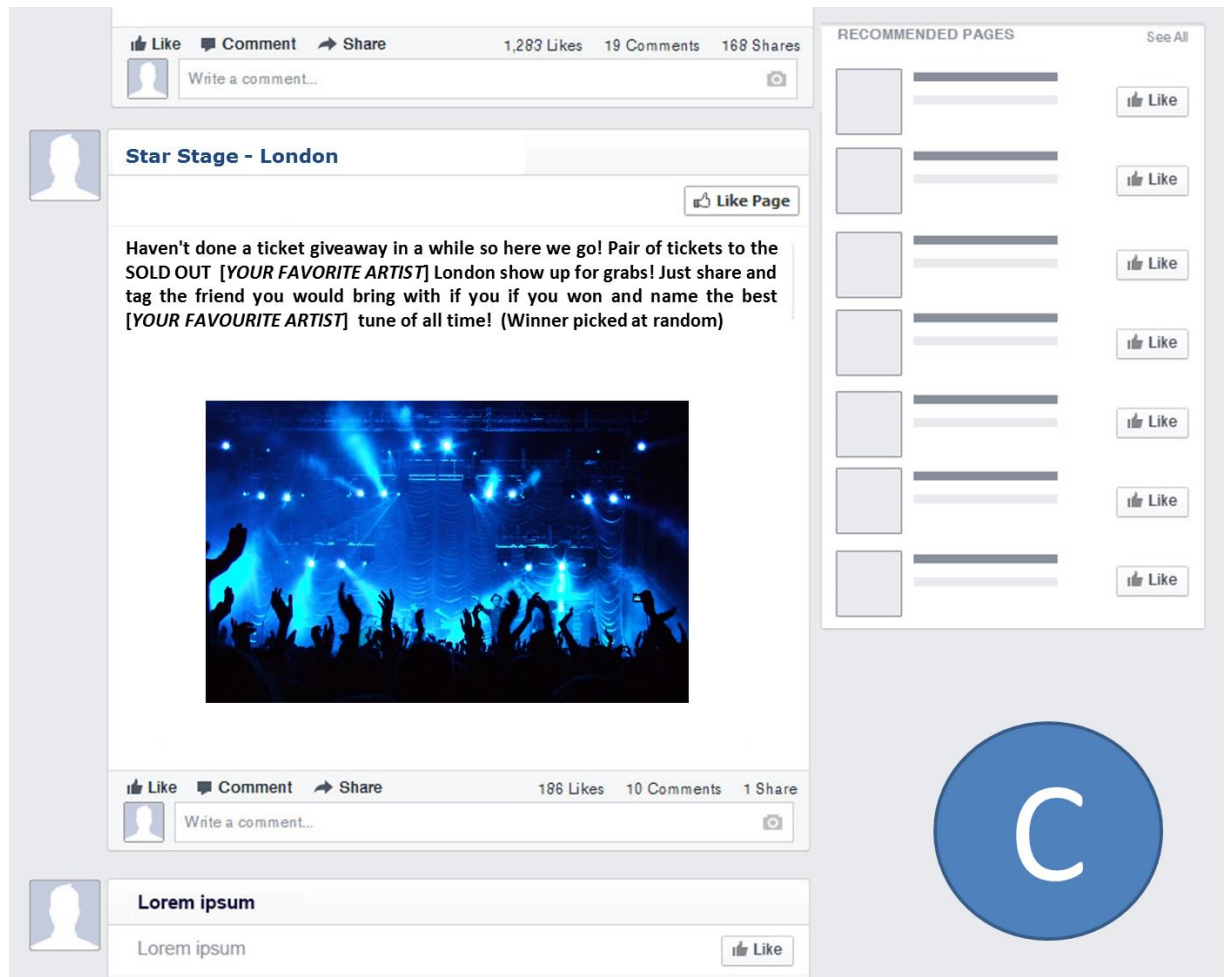 Like Comment Share 1,283 Likes 19 Comments 168 Shares
Write a comment...
RECOMMENDED PAGES See All
Like
Like
Like
Like
Like
Like
Like
Star Stage - London
Like Page
Haven't done a ticket giveaway in a while so here we go! Pair of tickets to the
SOLD OUT [YOUR FAVORITE ARTIST] London show up for grabs! Just share and
tag the friend you would bring with if you if you won and name the best
[YOUR FAVOURITE ARTIST] tune of all time! (Winner picked at random)
Like Comment Share 186 Likes 10 Comments 1 Share
Write a comment...
C
Lorem ipsum
Lorem ipsum Like